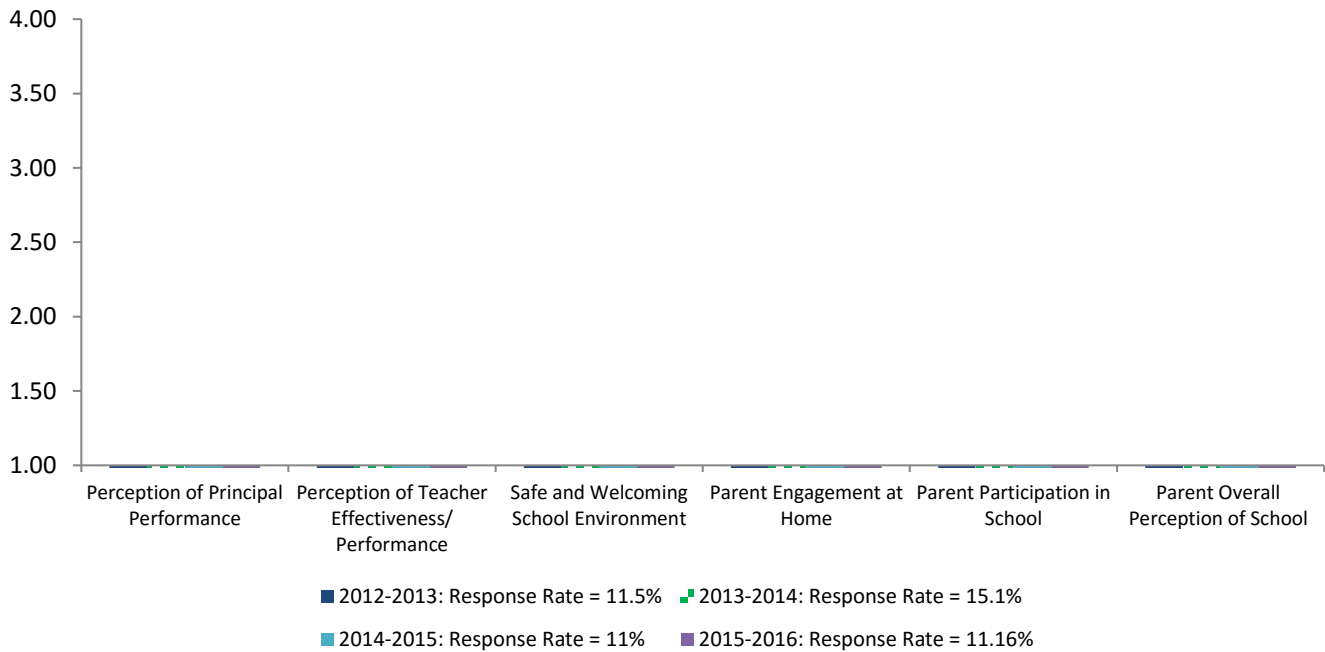 4.00
3.50
3.00
2.50
2.00
1.50
1.00
Perception of Principal
Performance
Perception of Teacher
Effectiveness/
Performance
Safe and Welcoming
School Environment
Parent Engagement at
Home
Parent Participation in
School
Parent Overall
Perception of School
2012-2013: Response Rate = 11.5%
2013-2014: Response Rate = 15.1%
2014-2015: Response Rate = 11%
2015-2016: Response Rate = 11.16%